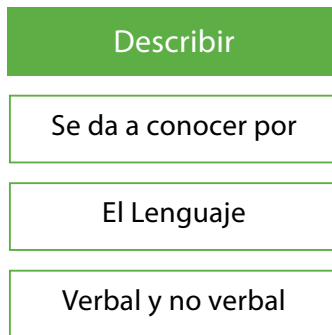 Describir
Se da a conocer por
El Lenguaje
Verbal y no verbal